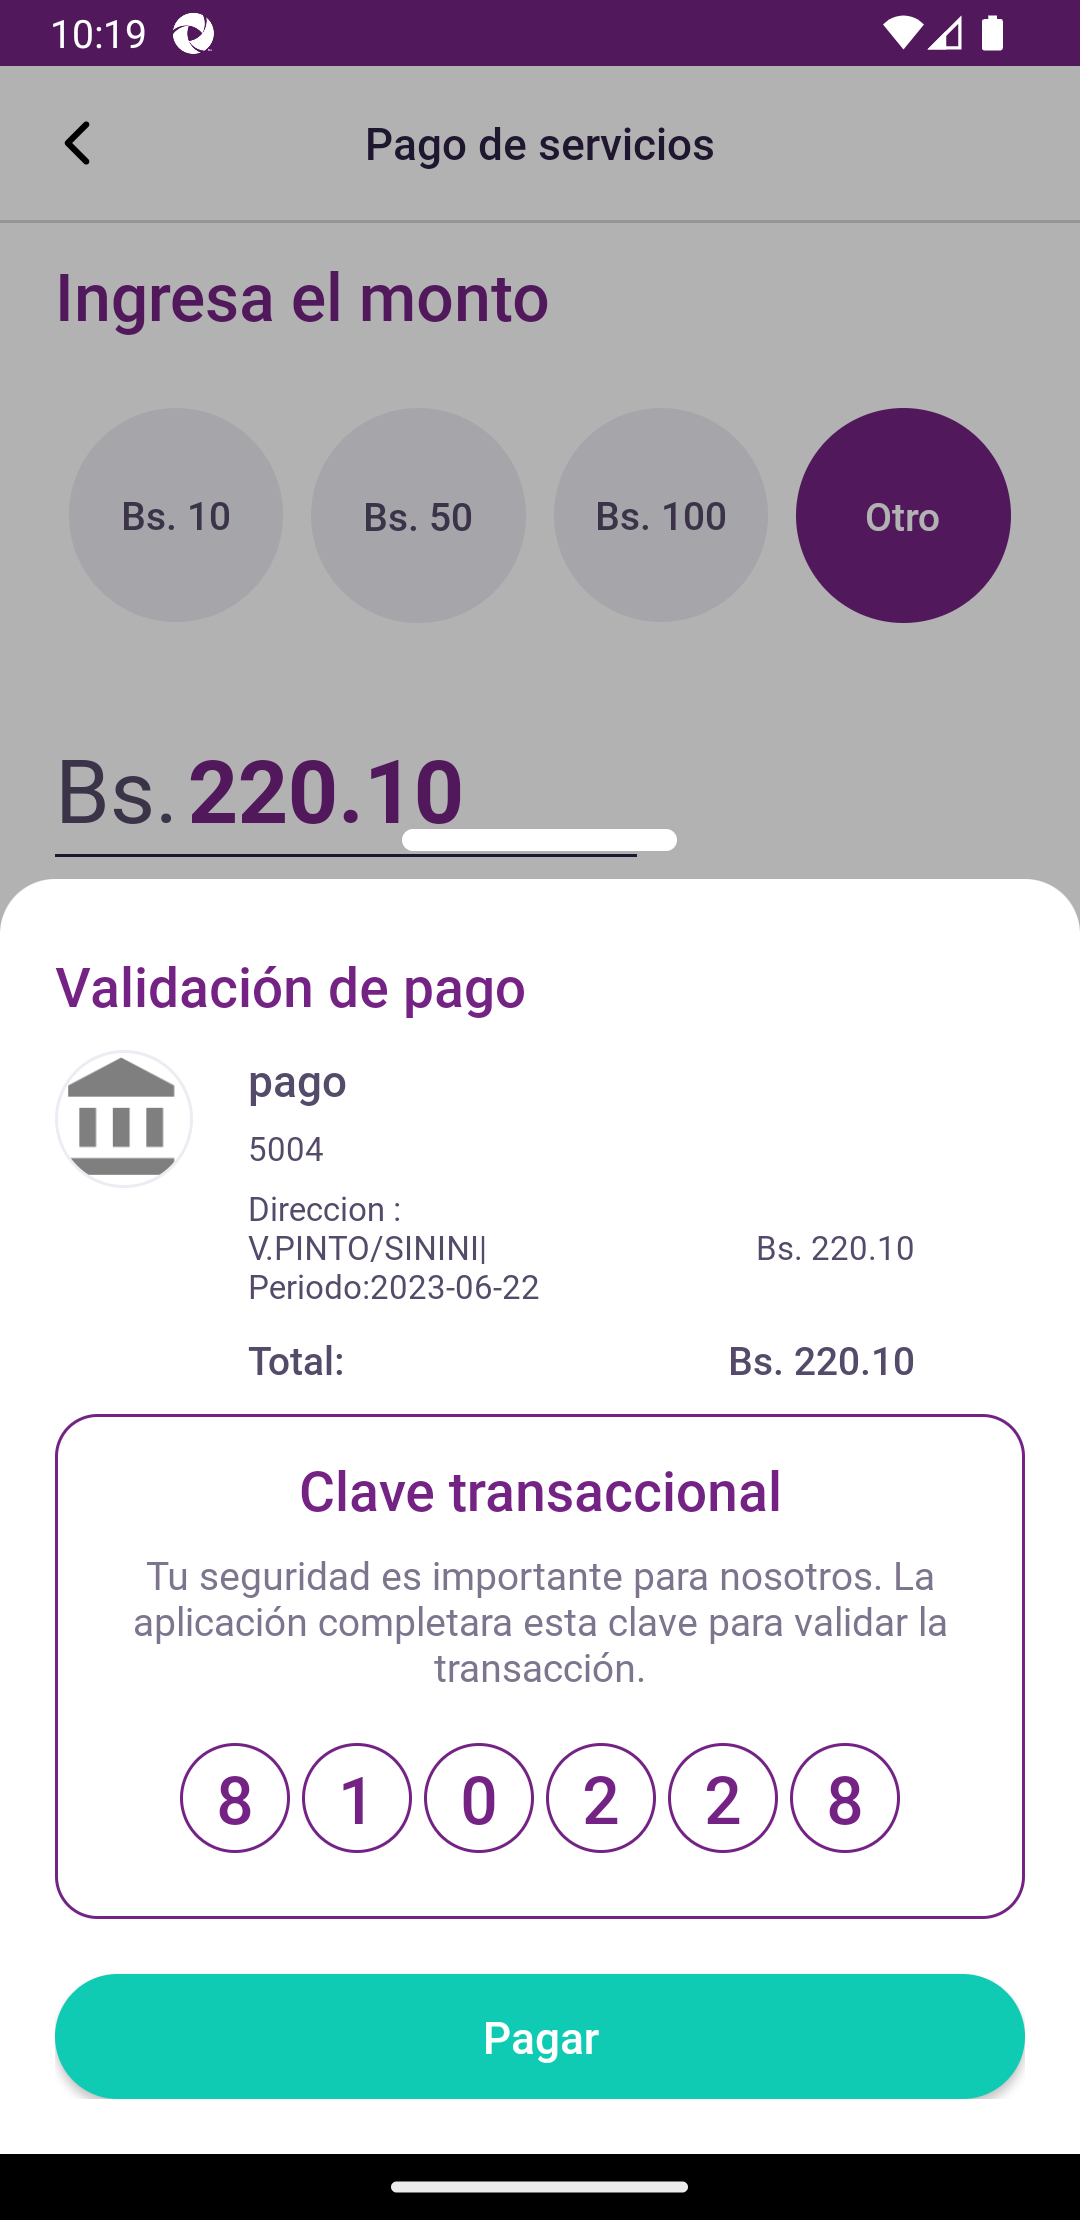 10:19
Pago de servicios
Ingresa el monto
Bs. 10
Bs. 50
Bs. 100
Otro
Bs. 220.10
Validación de pago
pago
5004
Direccion :
V.PINTO/SININI| Bs. 220.10
Periodo:2023-06-22
Total: Bs. 220.10
Clave transaccional
Tu seguridad es importante para nosotros. La
aplicación completara esta clave para validar la
transacción.
8 1 0 2 2 8
Pagar